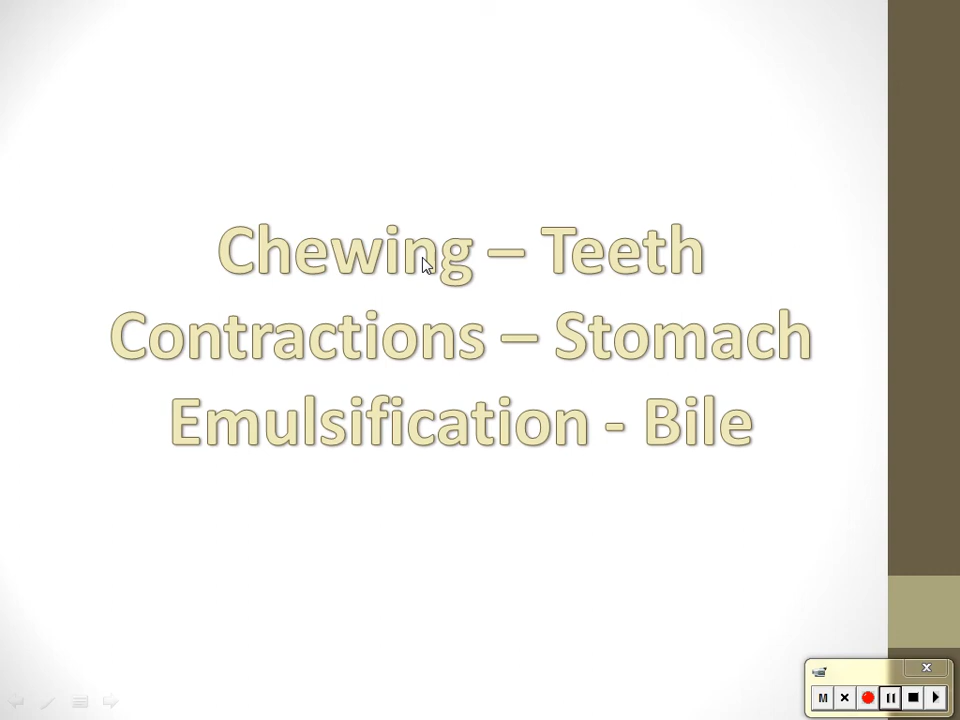 Chewing – Teeth
Contractions – Stomach
Emulsification - Bile
M
x